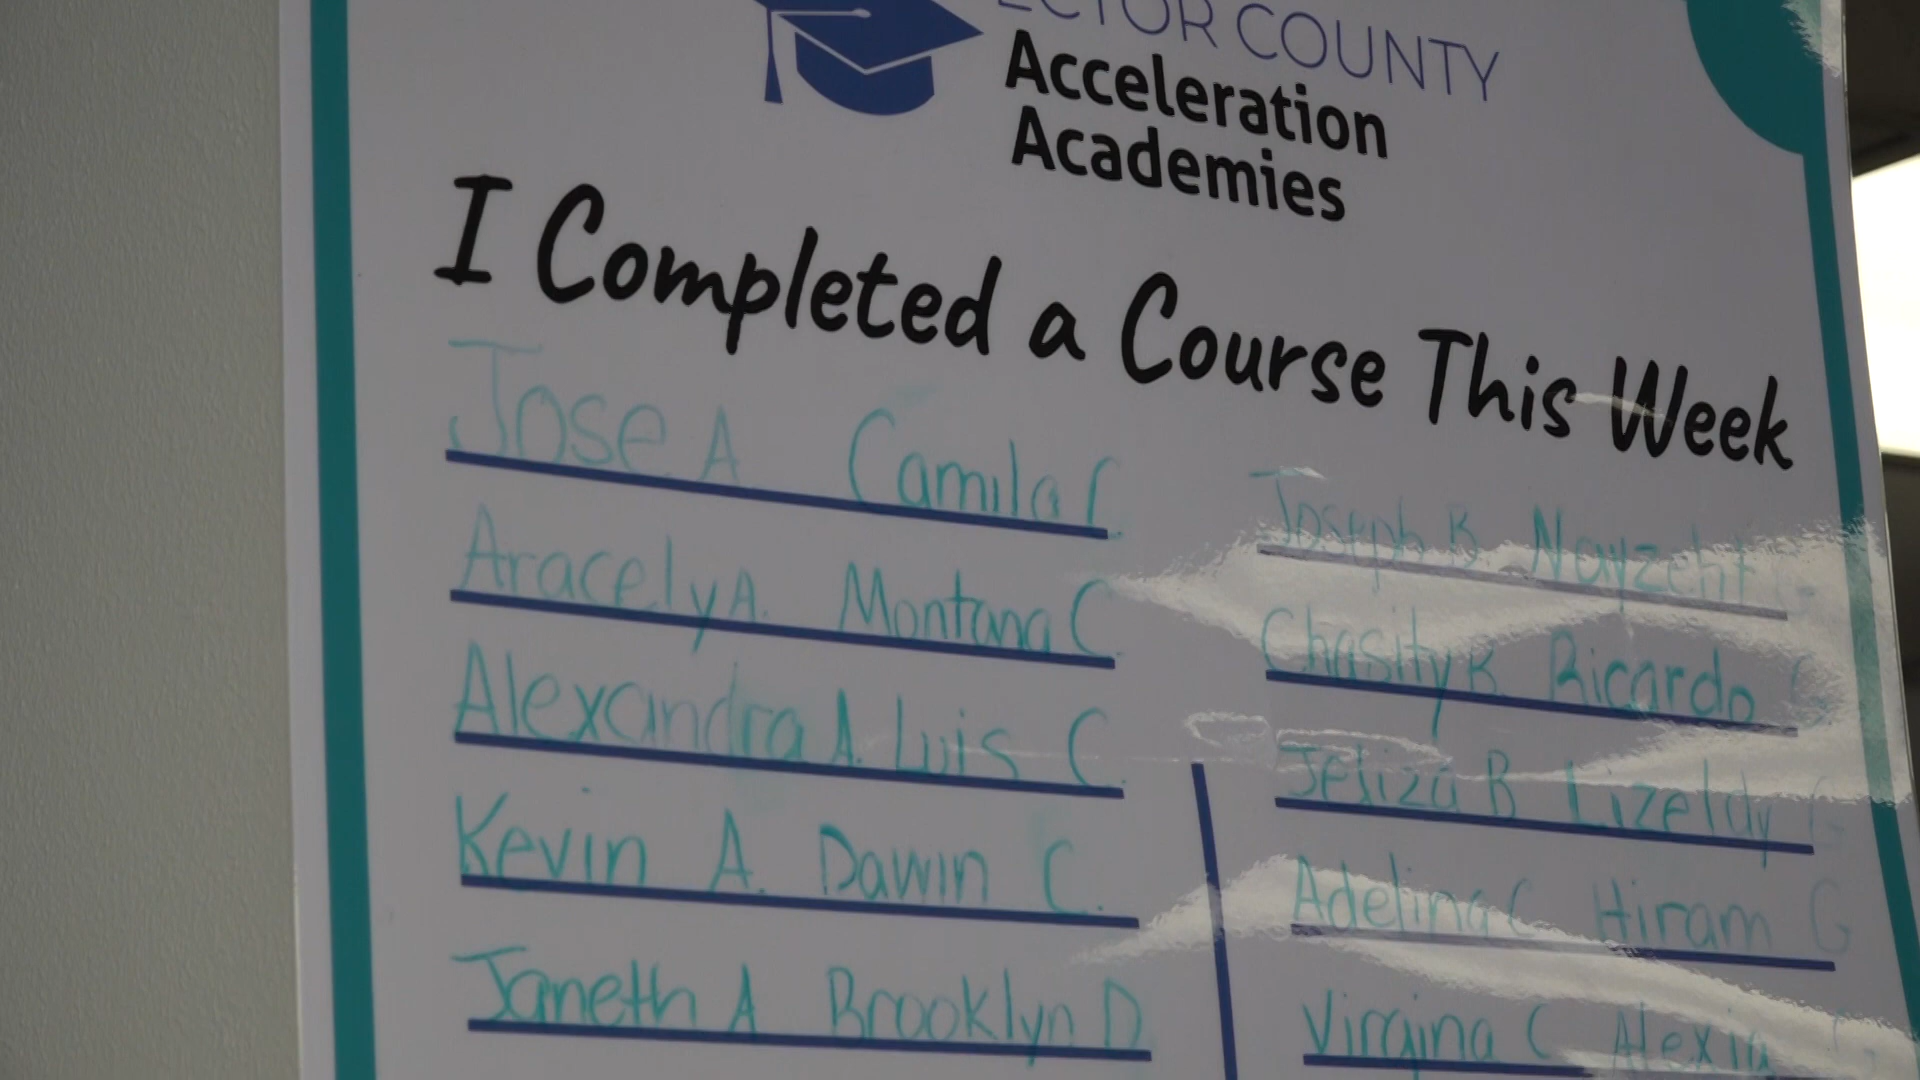 ECTOR COUNTY
Acceleration
Academies
I Completed a Course This Week
Jose A Camila C.
Aracely A. Montana C.
Alexandra A. Luis C.
Kevin A. Dawin C.
Janeth A Brooklyn D
Joseph B. Nayzeht G
Chasity B. Ricardo G
Jeliza B Lizeldy G
Adelina C Hiram G
Virgina C Alexia